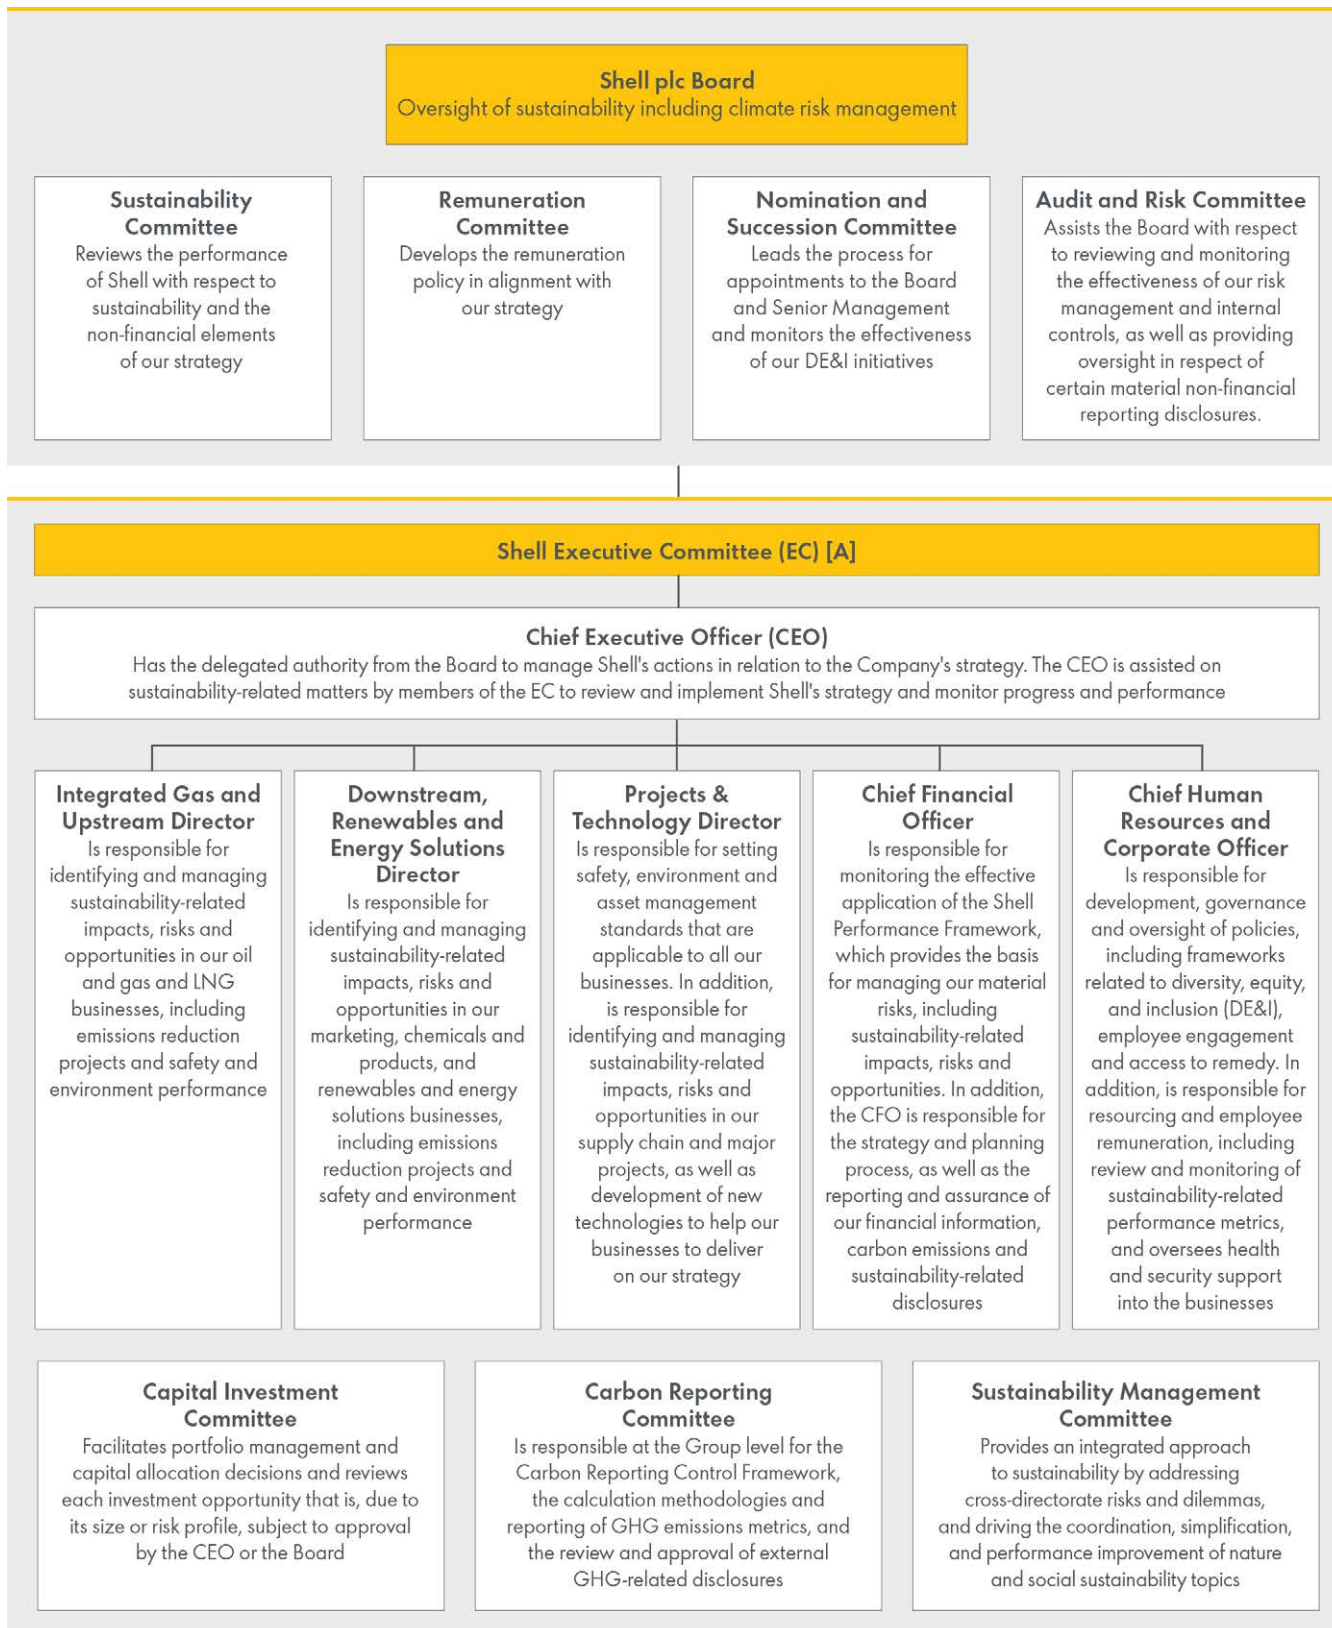 Shell plc Board
Oversight of sustainability including climate risk management
Sustainability
Committee
Reviews the performance
of Shell with respect to
sustainability and the
non-financial elements
of our strategy
Remuneration
Committee
Develops the remuneration
policy in alignment with
our strategy
Nomination and
Succession Committee
Leads the process for
appointments to the Board
and Senior Management
and monitors the effectiveness
of our DE&I initiatives
Audit and Risk Committee
Assists the Board with respect
to reviewing and monitoring
the effectiveness of our risk
management and internal
controls, as well as providing
oversight in respect of
certain material non-financial
reporting disclosures.
Shell Executive Committee (EC) [A]
Chief Executive Officer (CEO)
Has the delegated authority from the Board to manage Shell's actions in relation to the Company's strategy. The CEO is assisted on
sustainability-related matters by members of the EC to review and implement Shell's strategy and monitor progress and performance
Integrated Gas and
Upstream Director
Is responsible for
identifying and managing
sustainability-related
impacts, risks and
opportunities in our oil
and gas and LNG
businesses, including
emissions reduction
projects and safety and
environment performance
Downstream,
Renewables and
Energy Solutions
Director
Is responsible for
identifying and managing
sustainability-related
impacts, risks and
opportunities in our
marketing, chemicals and
products, and
renewables and energy
solutions businesses,
including emissions
reduction projects and
safety and environment
performance
Projects &
Technology Director
Is responsible for setting
safety, environment and
asset management
standards that are
applicable to all our
businesses. In addition,
is responsible for
identifying and managing
sustainability-related
impacts, risks and
opportunities in our
supply chain and major
projects, as well as
development of new
technologies to help our
businesses to deliver
on our strategy
Chief Financial
Officer
Is responsible for
monitoring the effective
application of the Shell
Performance Framework,
which provides the basis
for managing our material
risks, including
sustainability-related
impacts, risks and
opportunities. In addition,
the CFO is responsible for
the strategy and planning
process, as well as the
reporting and assurance of
our financial information,
carbon emissions and
sustainability-related
disclosures
Chief Human
Resources and
Corporate Officer
Is responsible for
development, governance
and oversight of policies,
including frameworks
related to diversity, equity,
and inclusion (DE&I),
employee engagement
and access to remedy. In
addition, is responsible for
resourcing and employee
remuneration, including
review and monitoring of
sustainability-related
performance metrics,
and oversees health
and security support
into the businesses
Capital Investment
Committee
Facilitates portfolio management and
capital allocation decisions and reviews
each investment opportunity that is, due to
its size or risk profile, subject to approval
by the CEO or the Board
Carbon Reporting
Committee
Is responsible at the Group level for the
Carbon Reporting Control Framework,
the calculation methodologies and
reporting of GHG emissions metrics, and
the review and approval of external
GHG-related disclosures
Sustainability Management
Committee
Provides an integrated approach
to sustainability by addressing
cross-directorate risks and dilemmas,
and driving the coordination, simplification,
and performance improvement of nature
and social sustainability topics